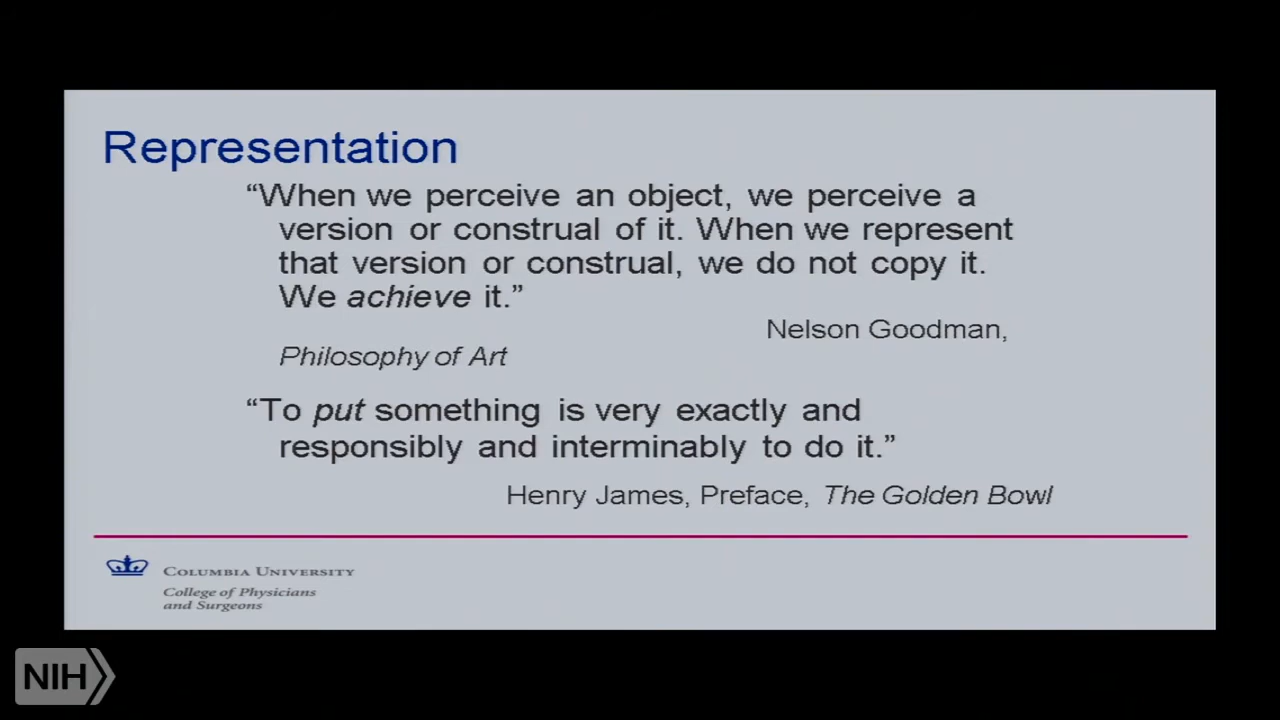 Representation
“When we perceive an object, we perceive a
version or construal of it. When we represent
that version or construal, we do not copy it.
We achieve it.”
Nelson Goodman,
Philosophy of Art
“To put something is very exactly and
responsibly and interminably to do it.”
Henry James, Preface, The Golden Bowl
COLUMBIA UNIVERSITY
College of Physicians
and Surgeons
NIH